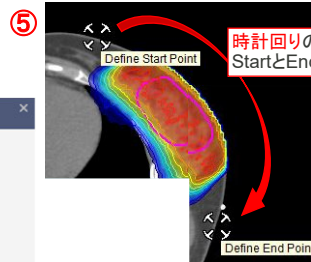 ⑤
Define Start Point
時計回りの
StartとEnd
×
Define End Poin